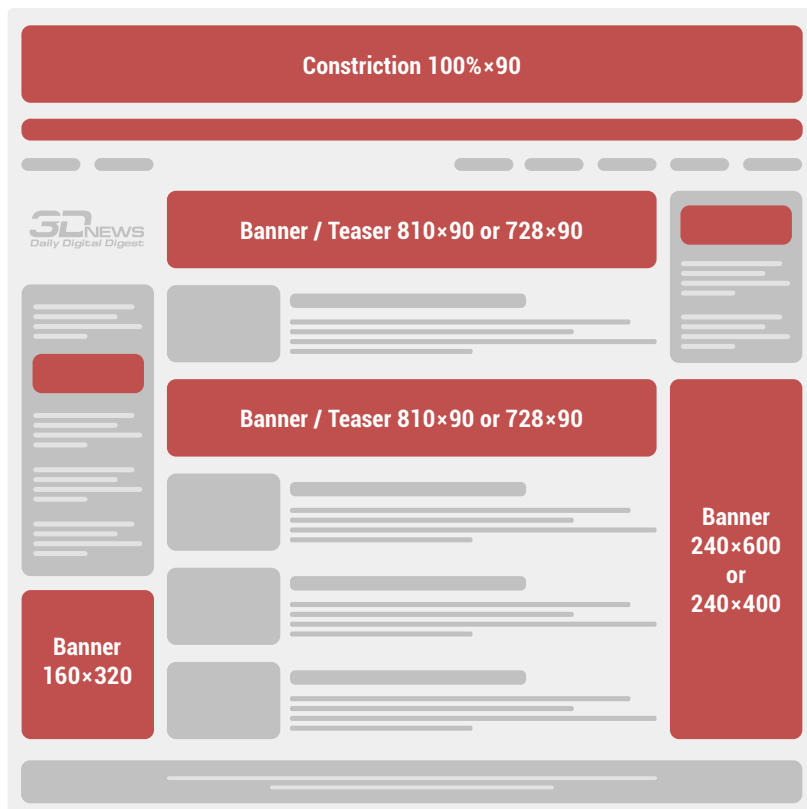 Constriction 100%×90
3DNEWS
Daily Digital Digest
Banner / Teaser 810×90 or 728×90
Banner / Teaser 810×90 or 728×90
Banner
240×600
or
240×400
Banner
160×320